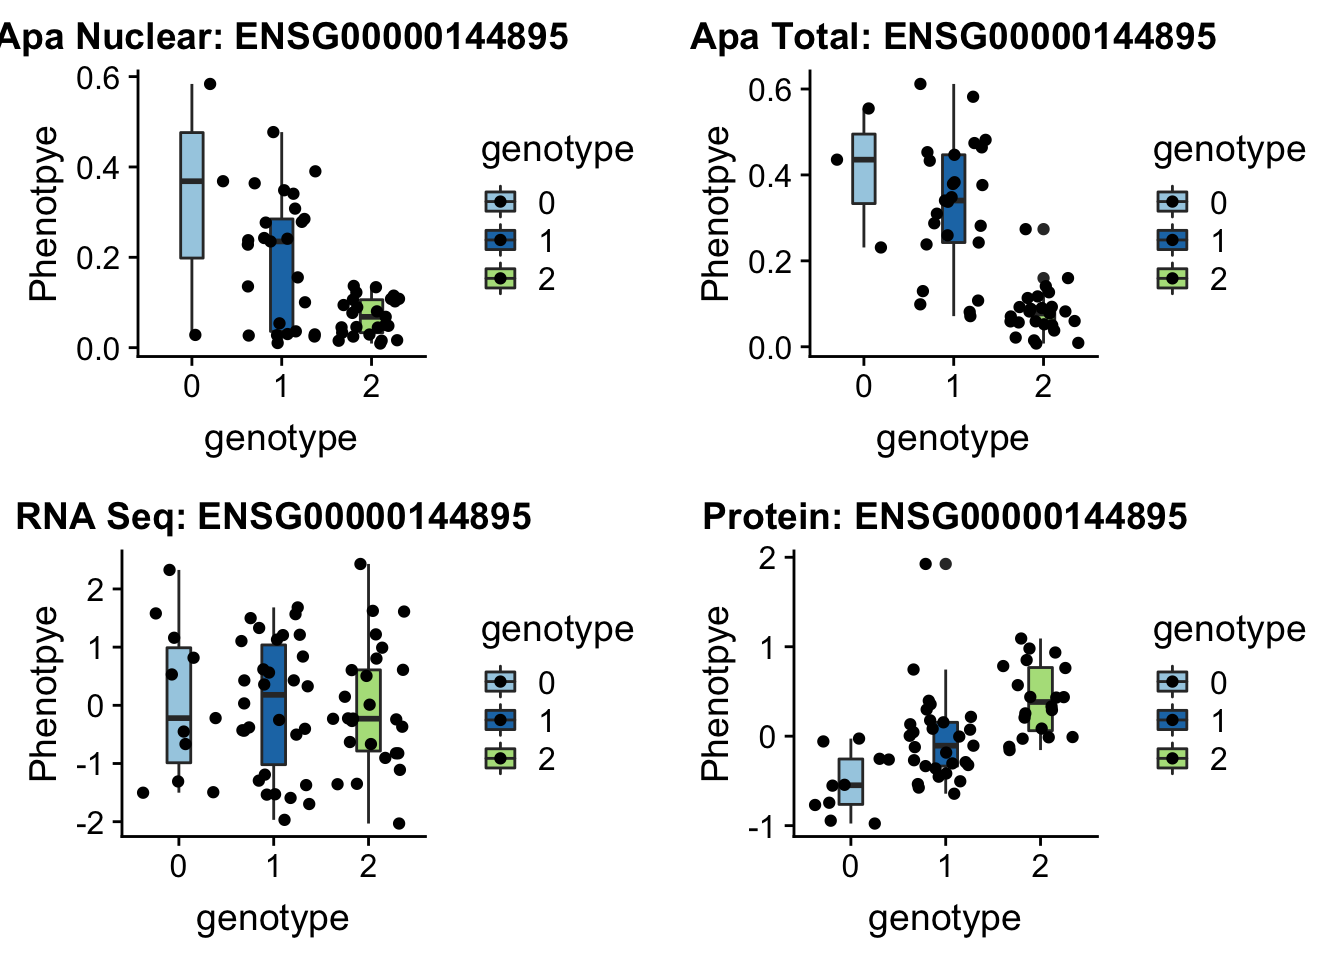 Apa Nuclear: ENSG00000144895
0.6
0.4
0.2
0.0
Phenotpye
0
1
2
genotype
genotype
0
1
2
Apa Total: ENSG00000144895
0.6
0.4
0.2
0.0
Phenotpye
0
1
2
genotype
genotype
0
1
2
RNA Seq: ENSG00000144895
2
1
0
-1
-2
Phenotpye
0
1
2
genotype
genotype
0
1
2
Protein: ENSG00000144895
2
1
0
-1
Phenotpye
0
1
2
genotype
genotype
0
1
2